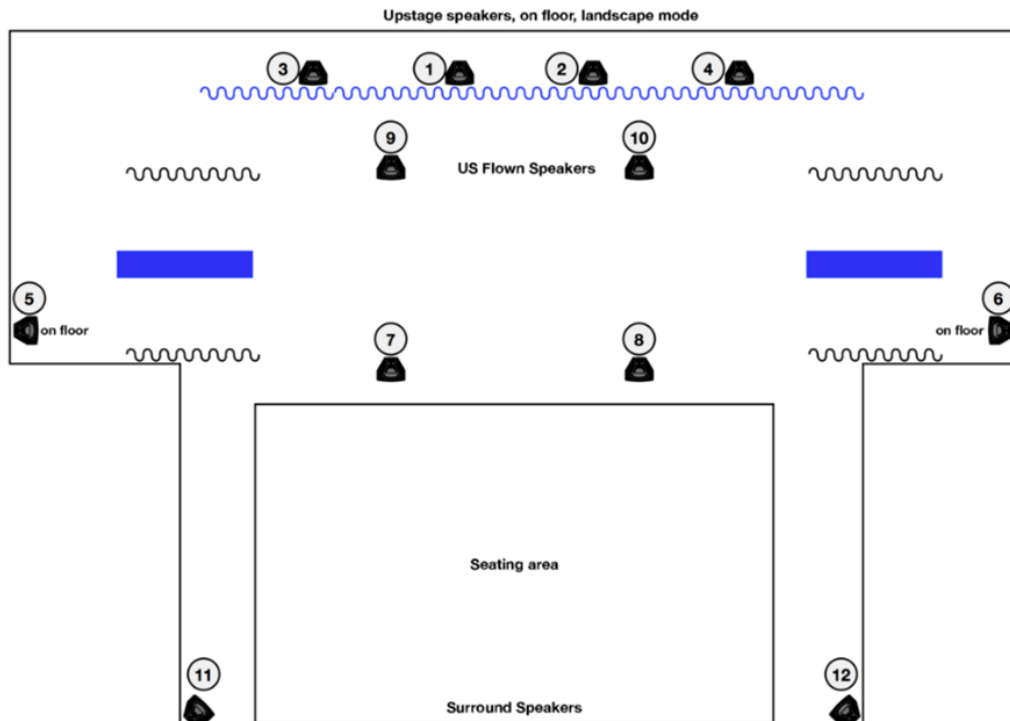 Upstage speakers, on floor, landscape mode
3
1
2
4
9
10
US Flown Speakers
5
6
on floor
on floor
7
8
Seating area
11
12
Surround Speakers